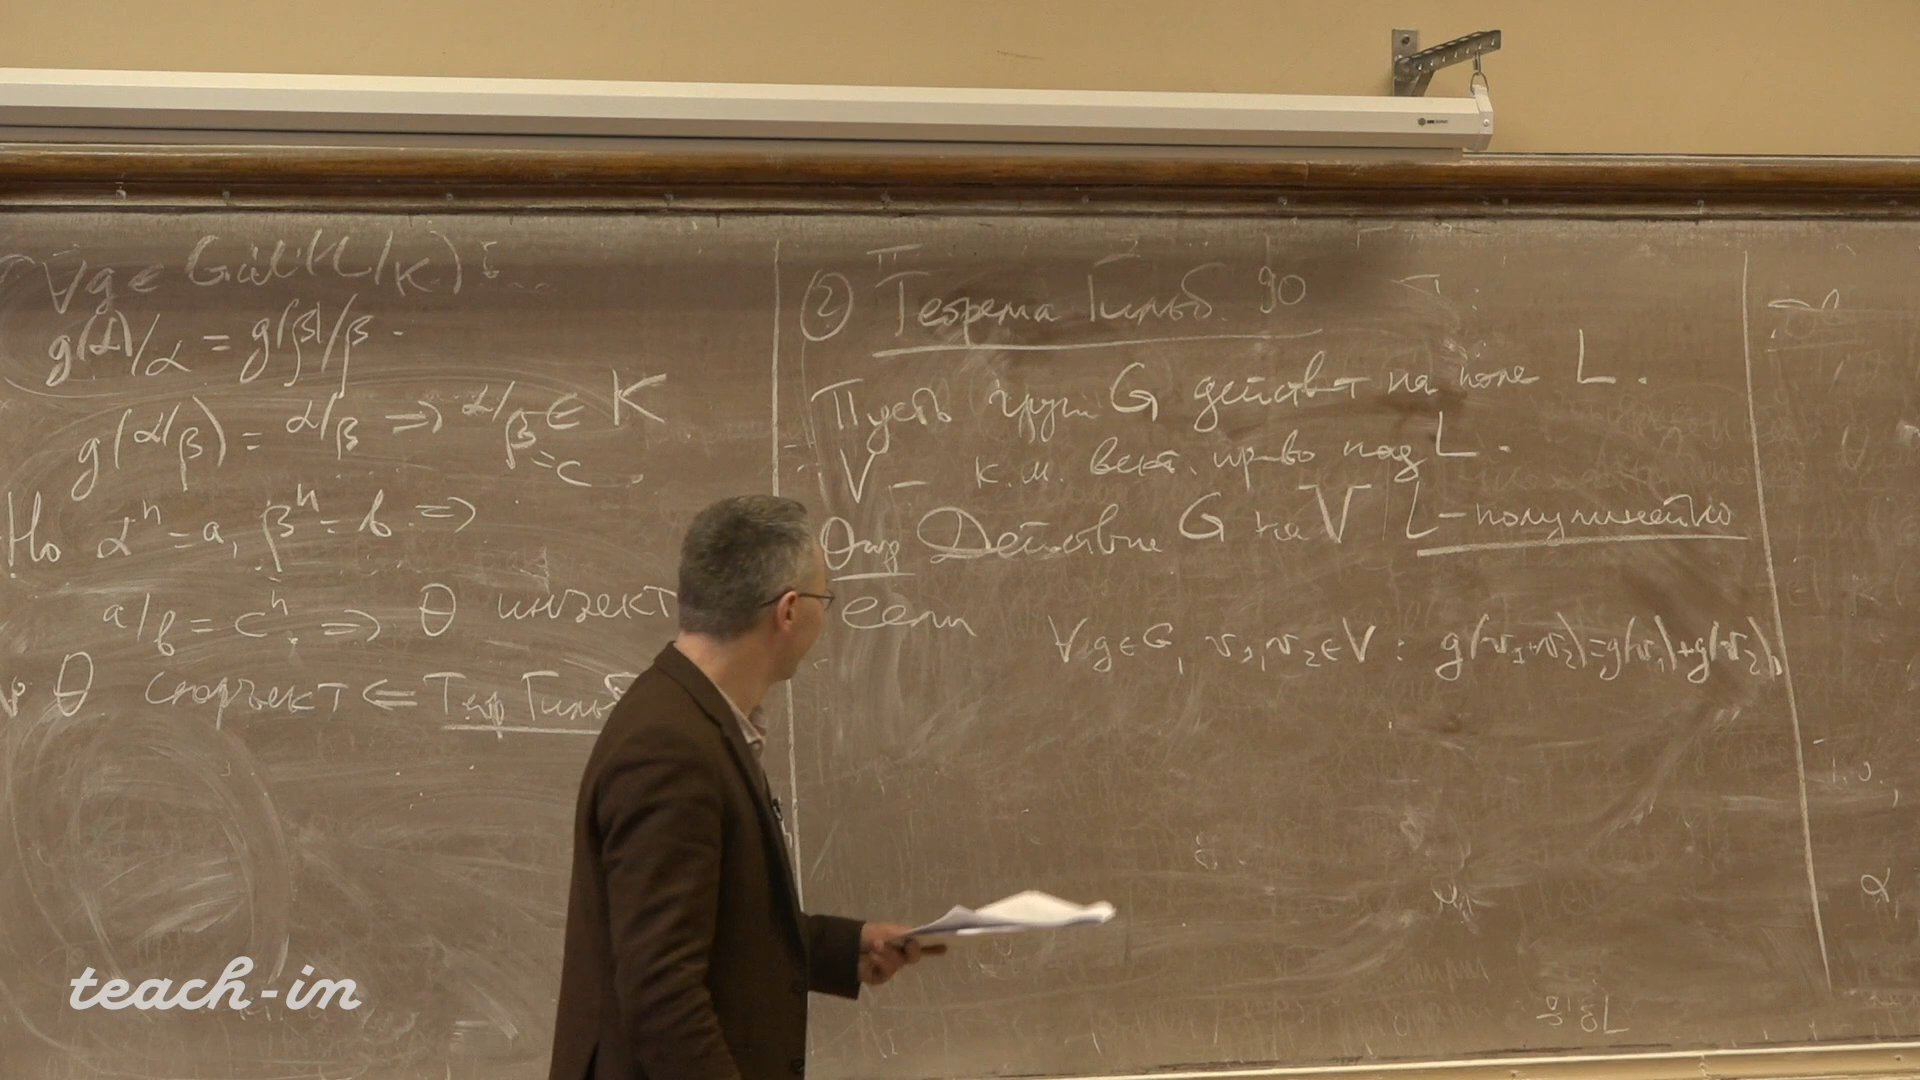 ∀g ∈ Gal(L/K) :
g(α)/α = g(β)/β .
g(α/β) = α/β ⇒ α/β ∈ K
= c .
Но αⁿ = a, βⁿ = b ⇒
a/b = cⁿ ⇒ Θ инъект
Θ сюръект ⇐ Теор Гильб
② Теорема Гильб. 90
Пусть групп G действ на поле L .
V – к.м. вект. пр-во над L .
Опр Действие G на V L-полулинейно
если ∀g∈G, v₁,v₂∈V : g(v₁+v₂)=g(v₁)+g(v₂),
teach-in